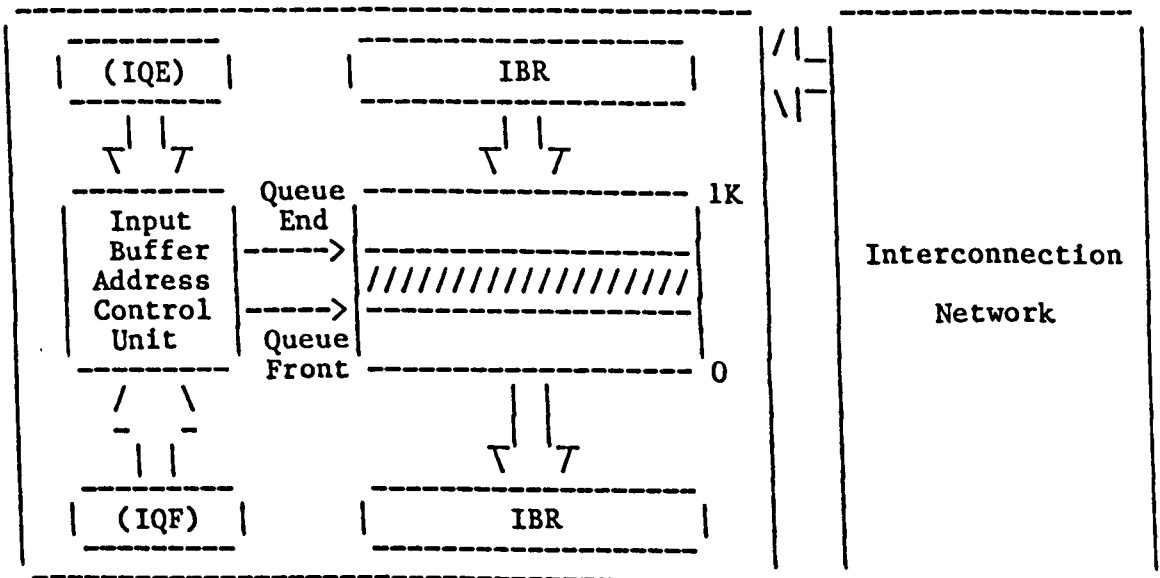 (IQE)
IBR
Queue
End
1K
Input
Buffer
Address
Control
Unit
Queue
Front
0
Interconnection
Network
(IQF)
IBR